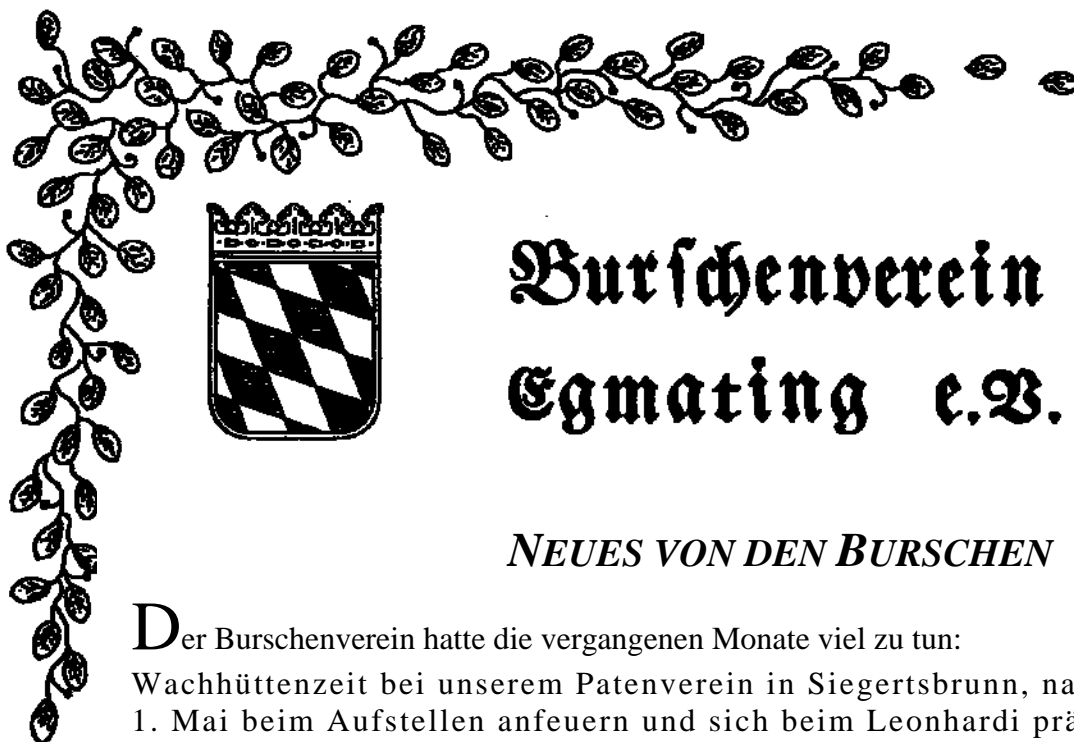 Burschenverein
Egmating e.V.
NEUES VON DEN BURSCHEN
Der Burschenverein hatte die vergangenen Monate viel zu tun:
Wachhüttenzeit bei unserem Patenverein in Siegertsbrunn,
1. Mai beim Aufstellen anfeuern und sich beim Leonhardi